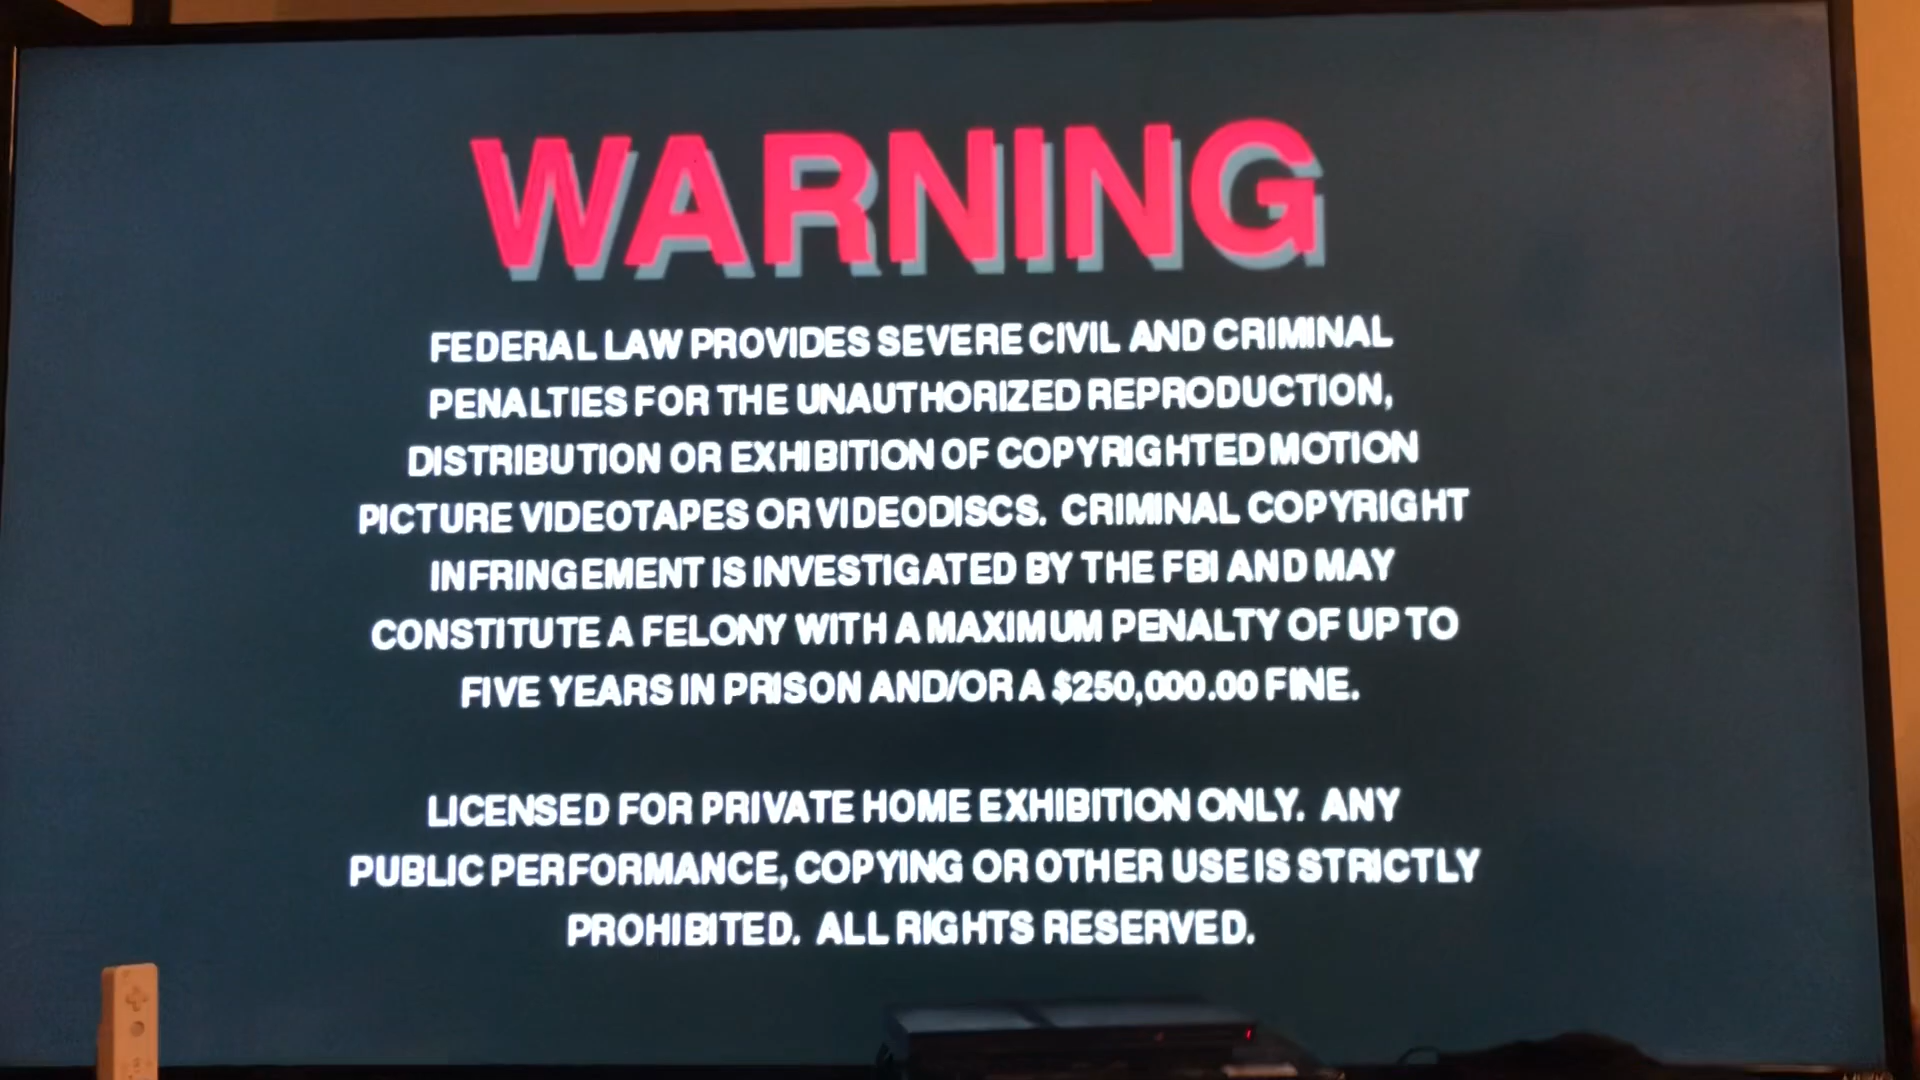 WARNING
FEDERAL LAW PROVIDES SEVERE CIVIL AND CRIMINAL
PENALTIES FOR THE UNAUTHORIZED REPRODUCTION,
DISTRIBUTION OR EXHIBITION OF COPYRIGHTED MOTION
PICTURE VIDEOTAPES OR VIDEODISCS. CRIMINAL COPYRIGHT
INFRINGEMENT IS INVESTIGATED BY THE FBI AND MAY
CONSTITUTE A FELONY WITH A MAXIMUM PENALTY OF UP TO
FIVE YEARS IN PRISON AND/OR A $250,000.00 FINE.
LICENSED FOR PRIVATE HOME EXHIBITION ONLY. ANY
PUBLIC PERFORMANCE, COPYING OR OTHER USE IS STRICTLY
PROHIBITED. ALL RIGHTS RESERVED.